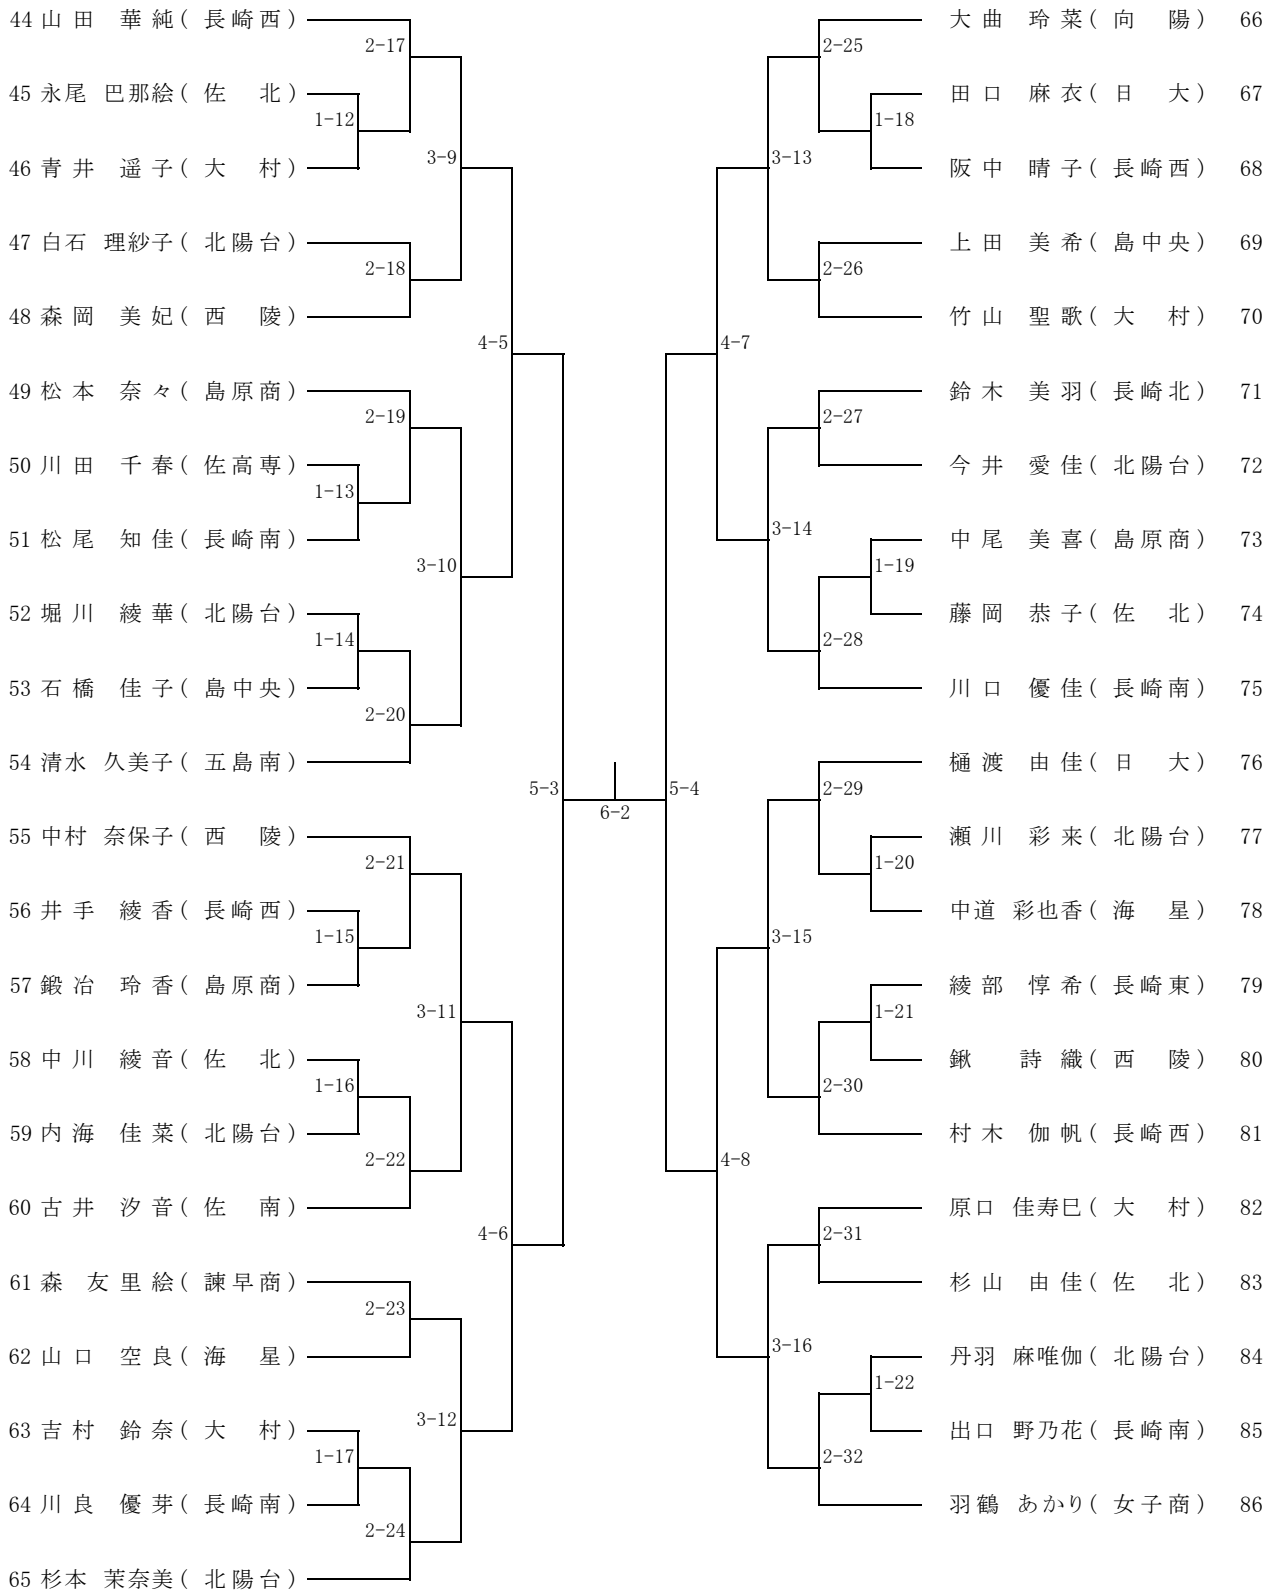 44 山田 華純(長崎西)
2-17
45 永尾 巴那絵(佐 北)
1-12
46 青井 遥子(大 村)
3-9
47 白石 理紗子(北陽台)
2-18
48 森岡 美妃(西 陵)
4-5
49 松本 奈々(島原商)
2-19
50 川田 千春(佐高専)
1-13
51 松尾 知佳(長崎南)
3-10
52 堀川 綾華(北陽台)
1-14
53 石橋 佳子(島中央)
2-20
54 清水 久美子(五島南)
5-3
55 中村 奈保子(西 陵)
2-21
56 井手 綾香(長崎西)
1-15
57 鍛冶 玲香(島原商)
3-11
58 中川 綾音(佐 北)
1-16
59 内海 佳菜(北陽台)
2-22
60 古井 汐音(佐 南)
4-6
61 森 友里絵(諫早商)
2-23
62 山口 空良(海 星)
3-12
63 吉村 鈴奈(大 村)
1-17
64 川良 優芽(長崎南)
2-24
65 杉本 茉奈美(北陽台)
6-2
大曲 玲菜(向 陽) 66
2-25
田口 麻衣(日 大) 67
1-18
3-13
阪中 晴子(長崎西) 68
上田 美希(島中央) 69
2-26
竹山 聖歌(大 村) 70
4-7
鈴木 美羽(長崎北) 71
2-27
今井 愛佳(北陽台) 72
3-14
中尾 美喜(島原商) 73
1-19
藤岡 恭子(佐 北) 74
2-28
川口 優佳(長崎南) 75
樋渡 由佳(日 大) 76
5-4
2-29
瀬川 彩来(北陽台) 77
1-20
中道 彩也香(海 星) 78
3-15
綾部 惇希(長崎東) 79
1-21
鍬 詩織(西 陵) 80
2-30
村木 伽帆(長崎西) 81
4-8
原口 佳寿巳(大 村) 82
2-31
杉山 由佳(佐 北) 83
3-16
丹羽 麻唯伽(北陽台) 84
1-22
出口 野乃花(長崎南) 85
2-32
羽鶴 あかり(女子商) 86